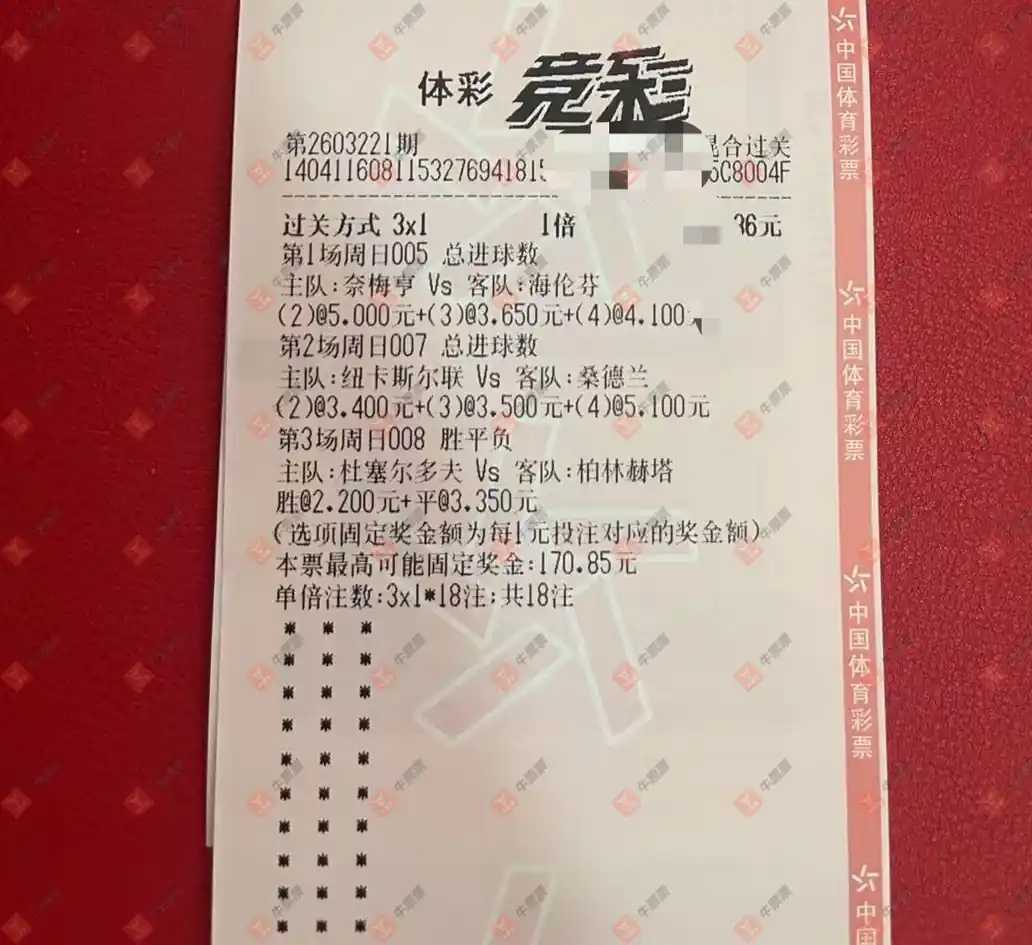 体彩 竞彩
第2603221期 混合过关
140411608115327694181 5C8004F
过关方式 3x1 1倍 36元
第1场周日005 总进球数
主队:奈梅亨 Vs 客队:海伦芬
(2)@5.000元+(3)@3.650元+(4)@4.100元
第2场周日007 总进球数
主队:纽卡斯尔联 Vs 客队:桑德兰
(2)@3.400元+(3)@3.500元+(4)@5.100元
第3场周日008 胜平负
主队:杜塞尔多夫 Vs 客队:柏林赫塔
胜@2.200元+平@3.350元
(选项固定奖金额为每1元投注对应的奖金额)
本票最高可能固定奖金:170.85元
单倍注数:3x1*18注;共18注
中国体育彩票
中国体育彩票
中国体育彩票
中国
牛票票